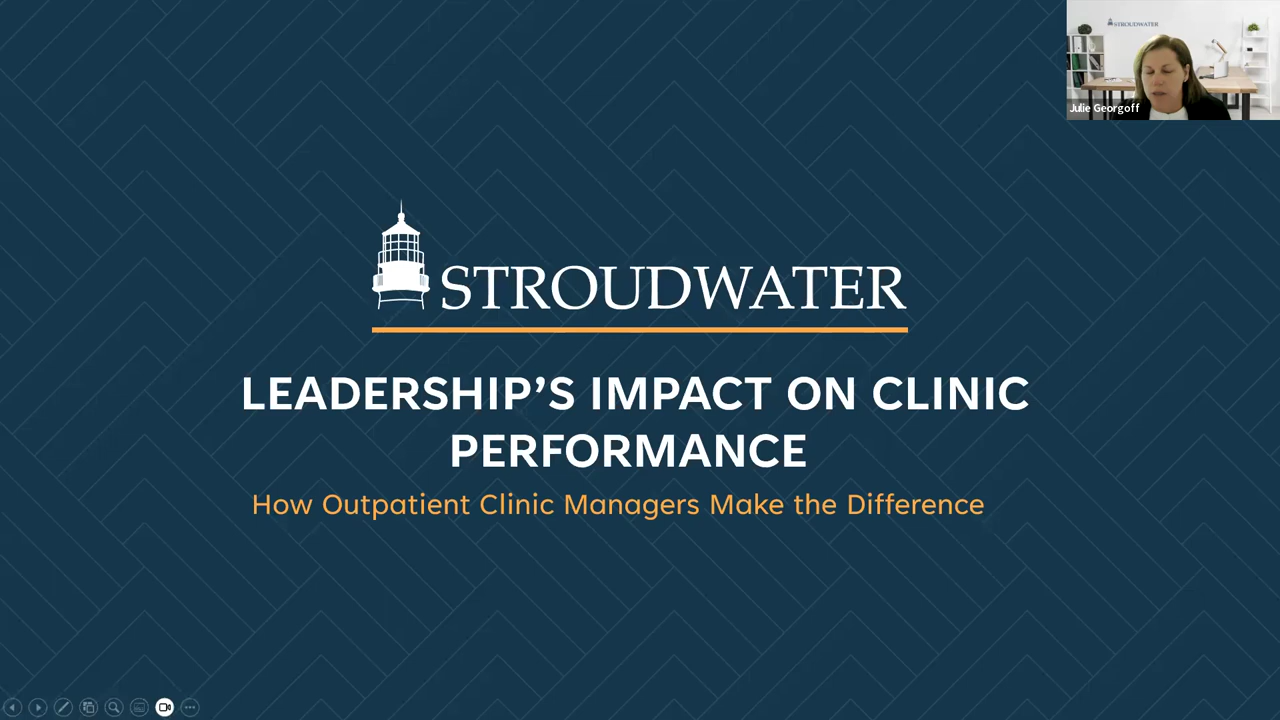 STROUDWATER
Julie Georgoff
STROUDWATER
LEADERSHIP’S IMPACT ON CLINIC
PERFORMANCE
How Outpatient Clinic Managers Make the Difference